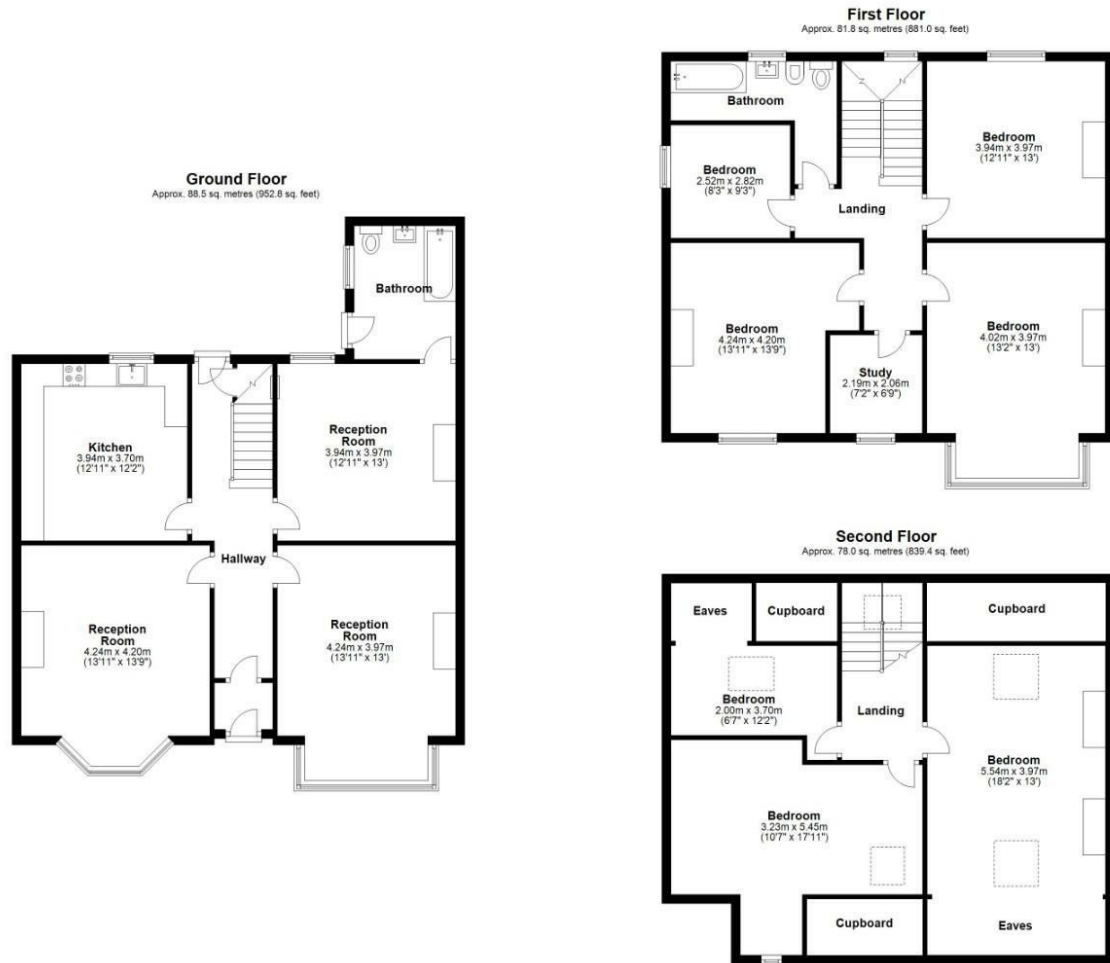 Ground Floor
Approx. 88.5 sq. metres (952.8 sq. feet)
Bathroom
Kitchen
3.94m x 3.70m
(12'11" x 12'2")
Reception
Room
3.94m x 3.97m
(12'11" x 13')
Hallway
Reception
Room
4.24m x 4.20m
(13'11" x 13'9")
Reception
Room
4.24m x 3.97m
(13'11" x 13')
First Floor
Approx. 81.8 sq. metres (881.0 sq. feet)
Bathroom
Bedroom
3.94m x 3.97m
(12'11" x 13')
Bedroom
2.52m x 2.82m
(8'3" x 9'3")
Landing
Bedroom
4.24m x 4.20m
(13'11" x 13'9")
Bedroom
4.02m x 3.97m
(13'2" x 13')
Study
2.19m x 2.06m
(7'2" x 6'9")
Second Floor
Approx. 78.0 sq. metres (839.4 sq. feet)
Eaves
Cupboard
Cupboard
Bedroom
2.00m x 3.70m
(6'7" x 12'2")
Landing
Bedroom
5.54m x 3.97m
(18'2" x 13')
Bedroom
3.23m x 5.45m
(10'7" x 17'11")
Cupboard
Eaves